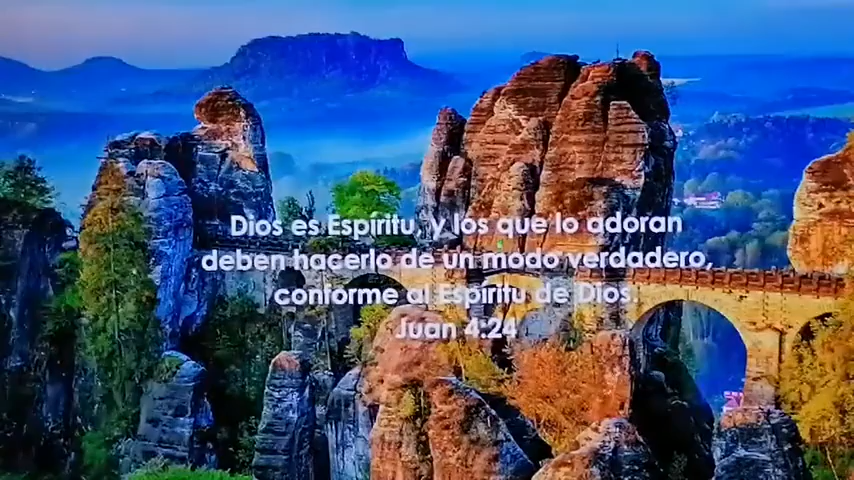 Dios es Espíritu, y los que lo adoran
deben hacerlo de un modo verdadero,
conforme al Espíritu de Dios.
Juan 4:24